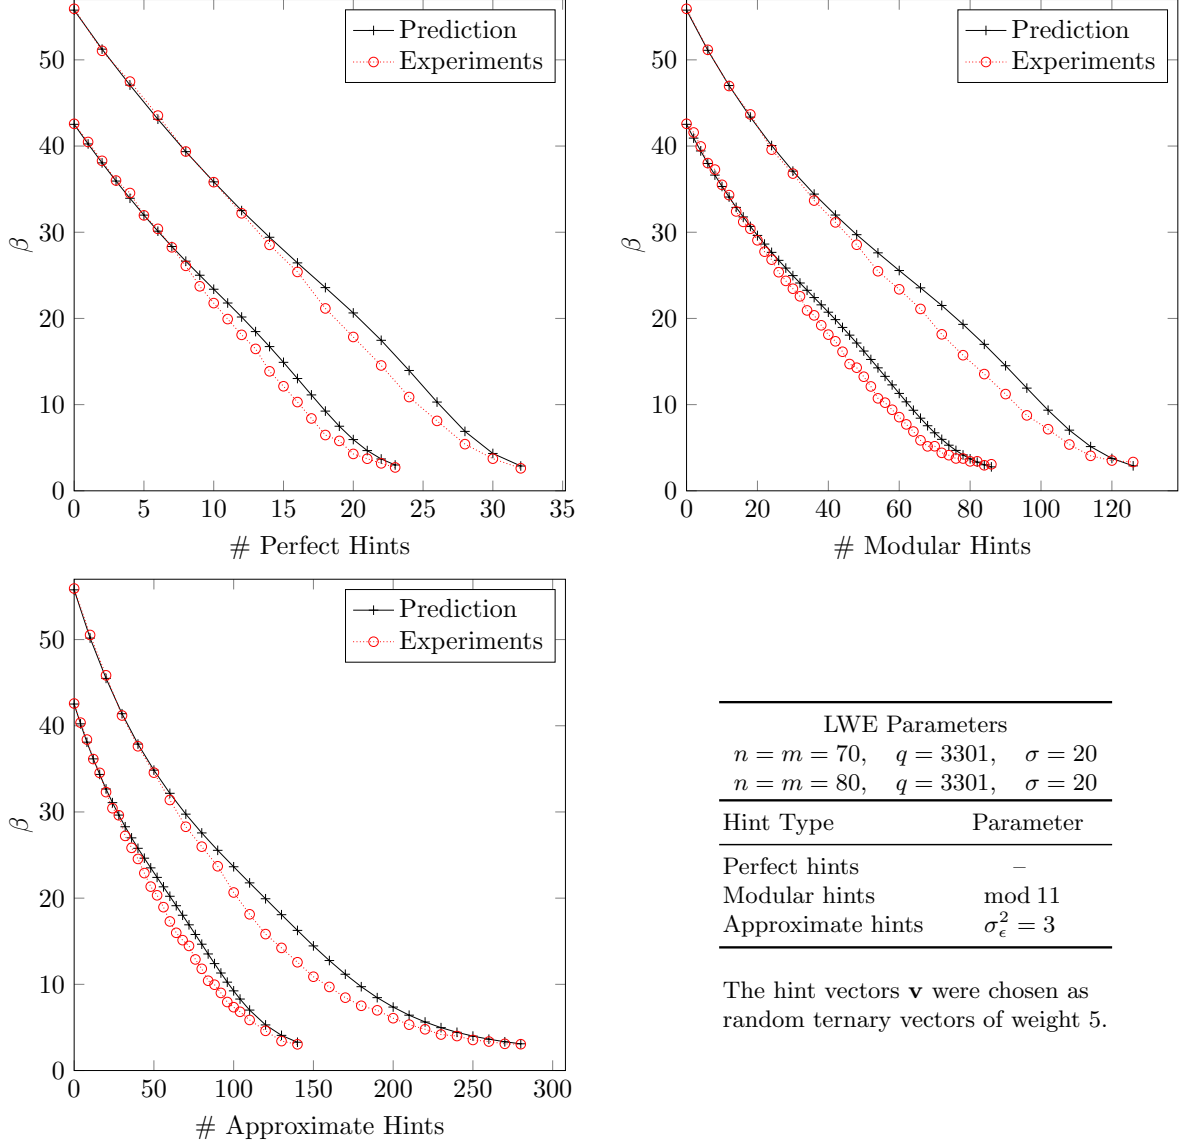 Prediction
Experiments
β
50
40
30
20
10
0
0 5 10 15 20 25 30 35
# Perfect Hints
Prediction
Experiments
β
50
40
30
20
10
0
0 20 40 60 80 100 120
# Modular Hints
Prediction
Experiments
β
50
40
30
20
10
0
0 50 100 150 200 250 300
# Approximate Hints
LWE Parameters
n = m = 70, q = 3301, σ = 20
n = m = 80, q = 3301, σ = 20
Hint Type Parameter
Perfect hints –
Modular hints mod 11
Approximate hints σ_ϵ^2 = 3
The hint vectors v were chosen as
random ternary vectors of weight 5.